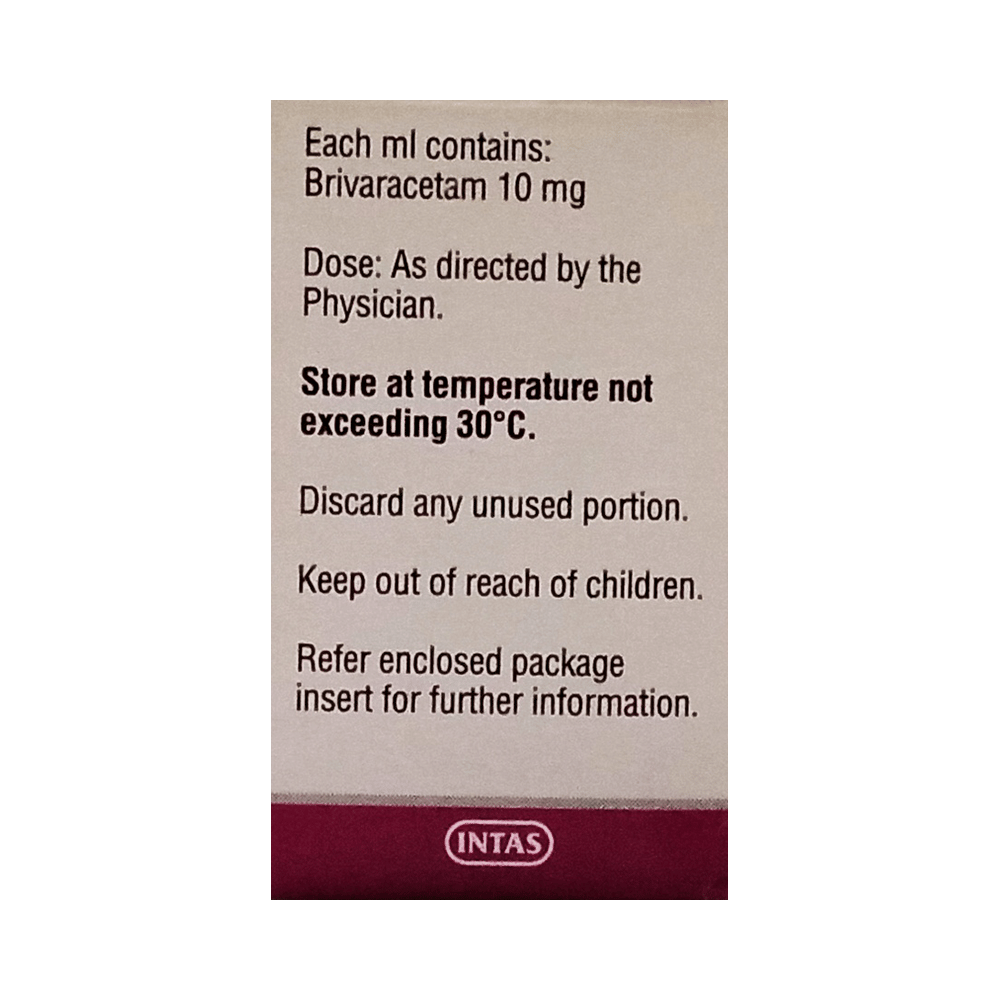 Each ml contains:
Brivaracetam 10 mg
Dose: As directed by the
Physician.
Store at temperature not
exceeding 30°C.
Discard any unused portion.
Keep out of reach of children.
Refer enclosed package
insert for further information.
INTAS